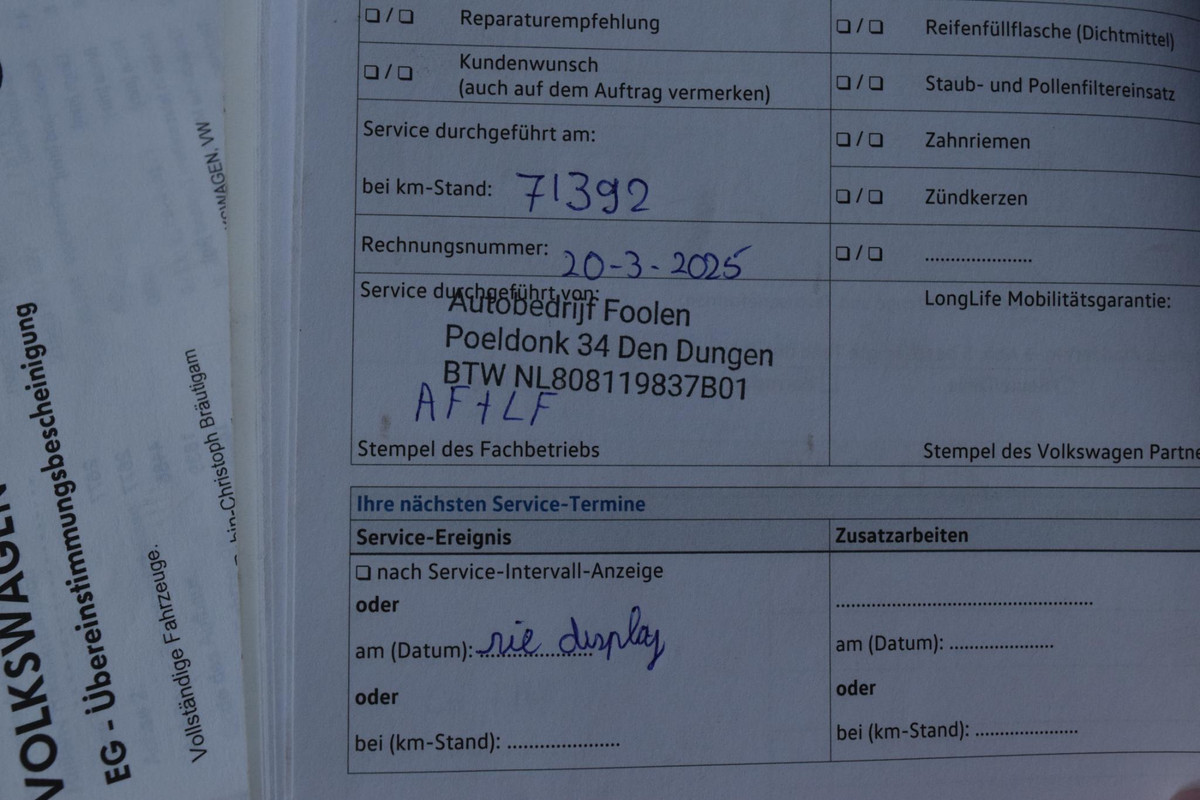 VOLKSWAGEN
EG - Übereinstimmungsbescheinigung
Vollständige Fahrzeuge.
Christoph Bräutigam
VW
❏ / ❏ Reparaturempfehlung
❏ / ❏ Kundenwunsch
(auch auf dem Auftrag vermerken)
Service durchgeführt am:
bei km-Stand: 71392
Rechnungsnummer: 20-3-2025
Service durchgeführt von:
Autobedrijf Foolen
Poeldonk 34 Den Dungen
BTW NL808119837B01
AF+LF
Stempel des Fachbetriebs
❏ / ❏ Reifenfüllflasche (Dichtmittel)
❏ / ❏ Staub- und Pollenfiltereinsatz
❏ / ❏ Zahnriemen
❏ / ❏ Zündkerzen
❏ / ❏ .....................
LongLife Mobilitätsgarantie:
Stempel des Volkswagen Partne
Ihre nächsten Service-Termine
Service-Ereignis
❏ nach Service-Intervall-Anzeige
oder
am (Datum): zie display
oder
bei (km-Stand): .....................
Zusatzarbeiten
................................................
am (Datum): ...................
oder
bei (km-Stand): ...................